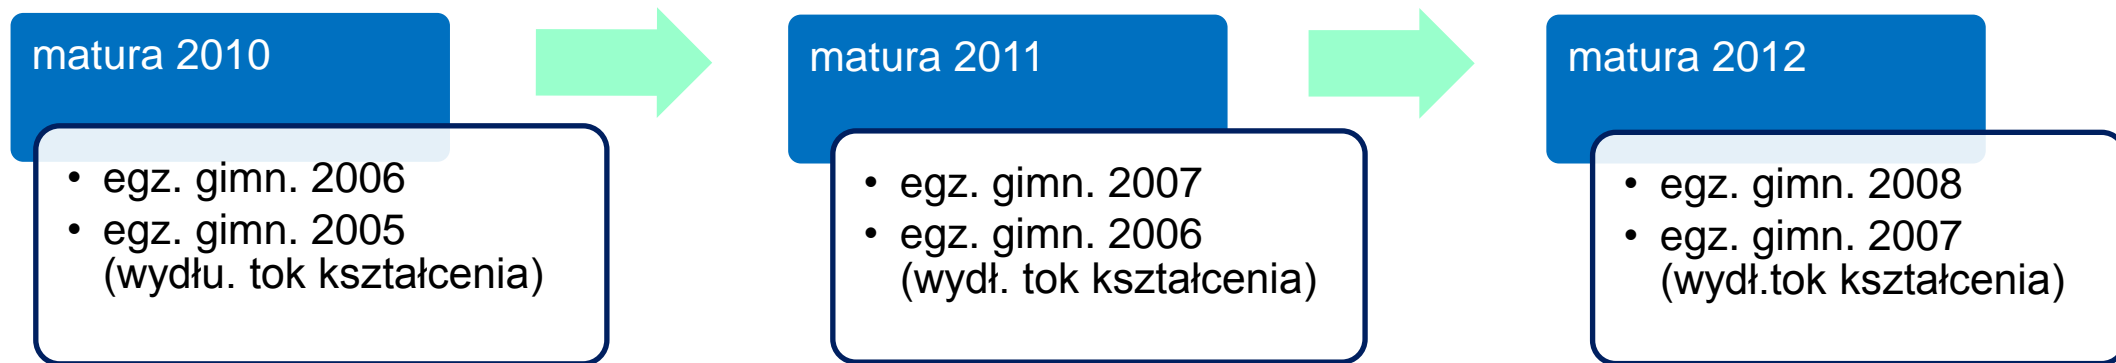 matura 2010
• egz. gimn. 2006
• egz. gimn. 2005
(wydłu. tok kształcenia)
matura 2011
• egz. gimn. 2007
• egz. gimn. 2006
(wydł. tok kształcenia)
matura 2012
• egz. gimn. 2008
• egz. gimn. 2007
(wydł.tok kształcenia)